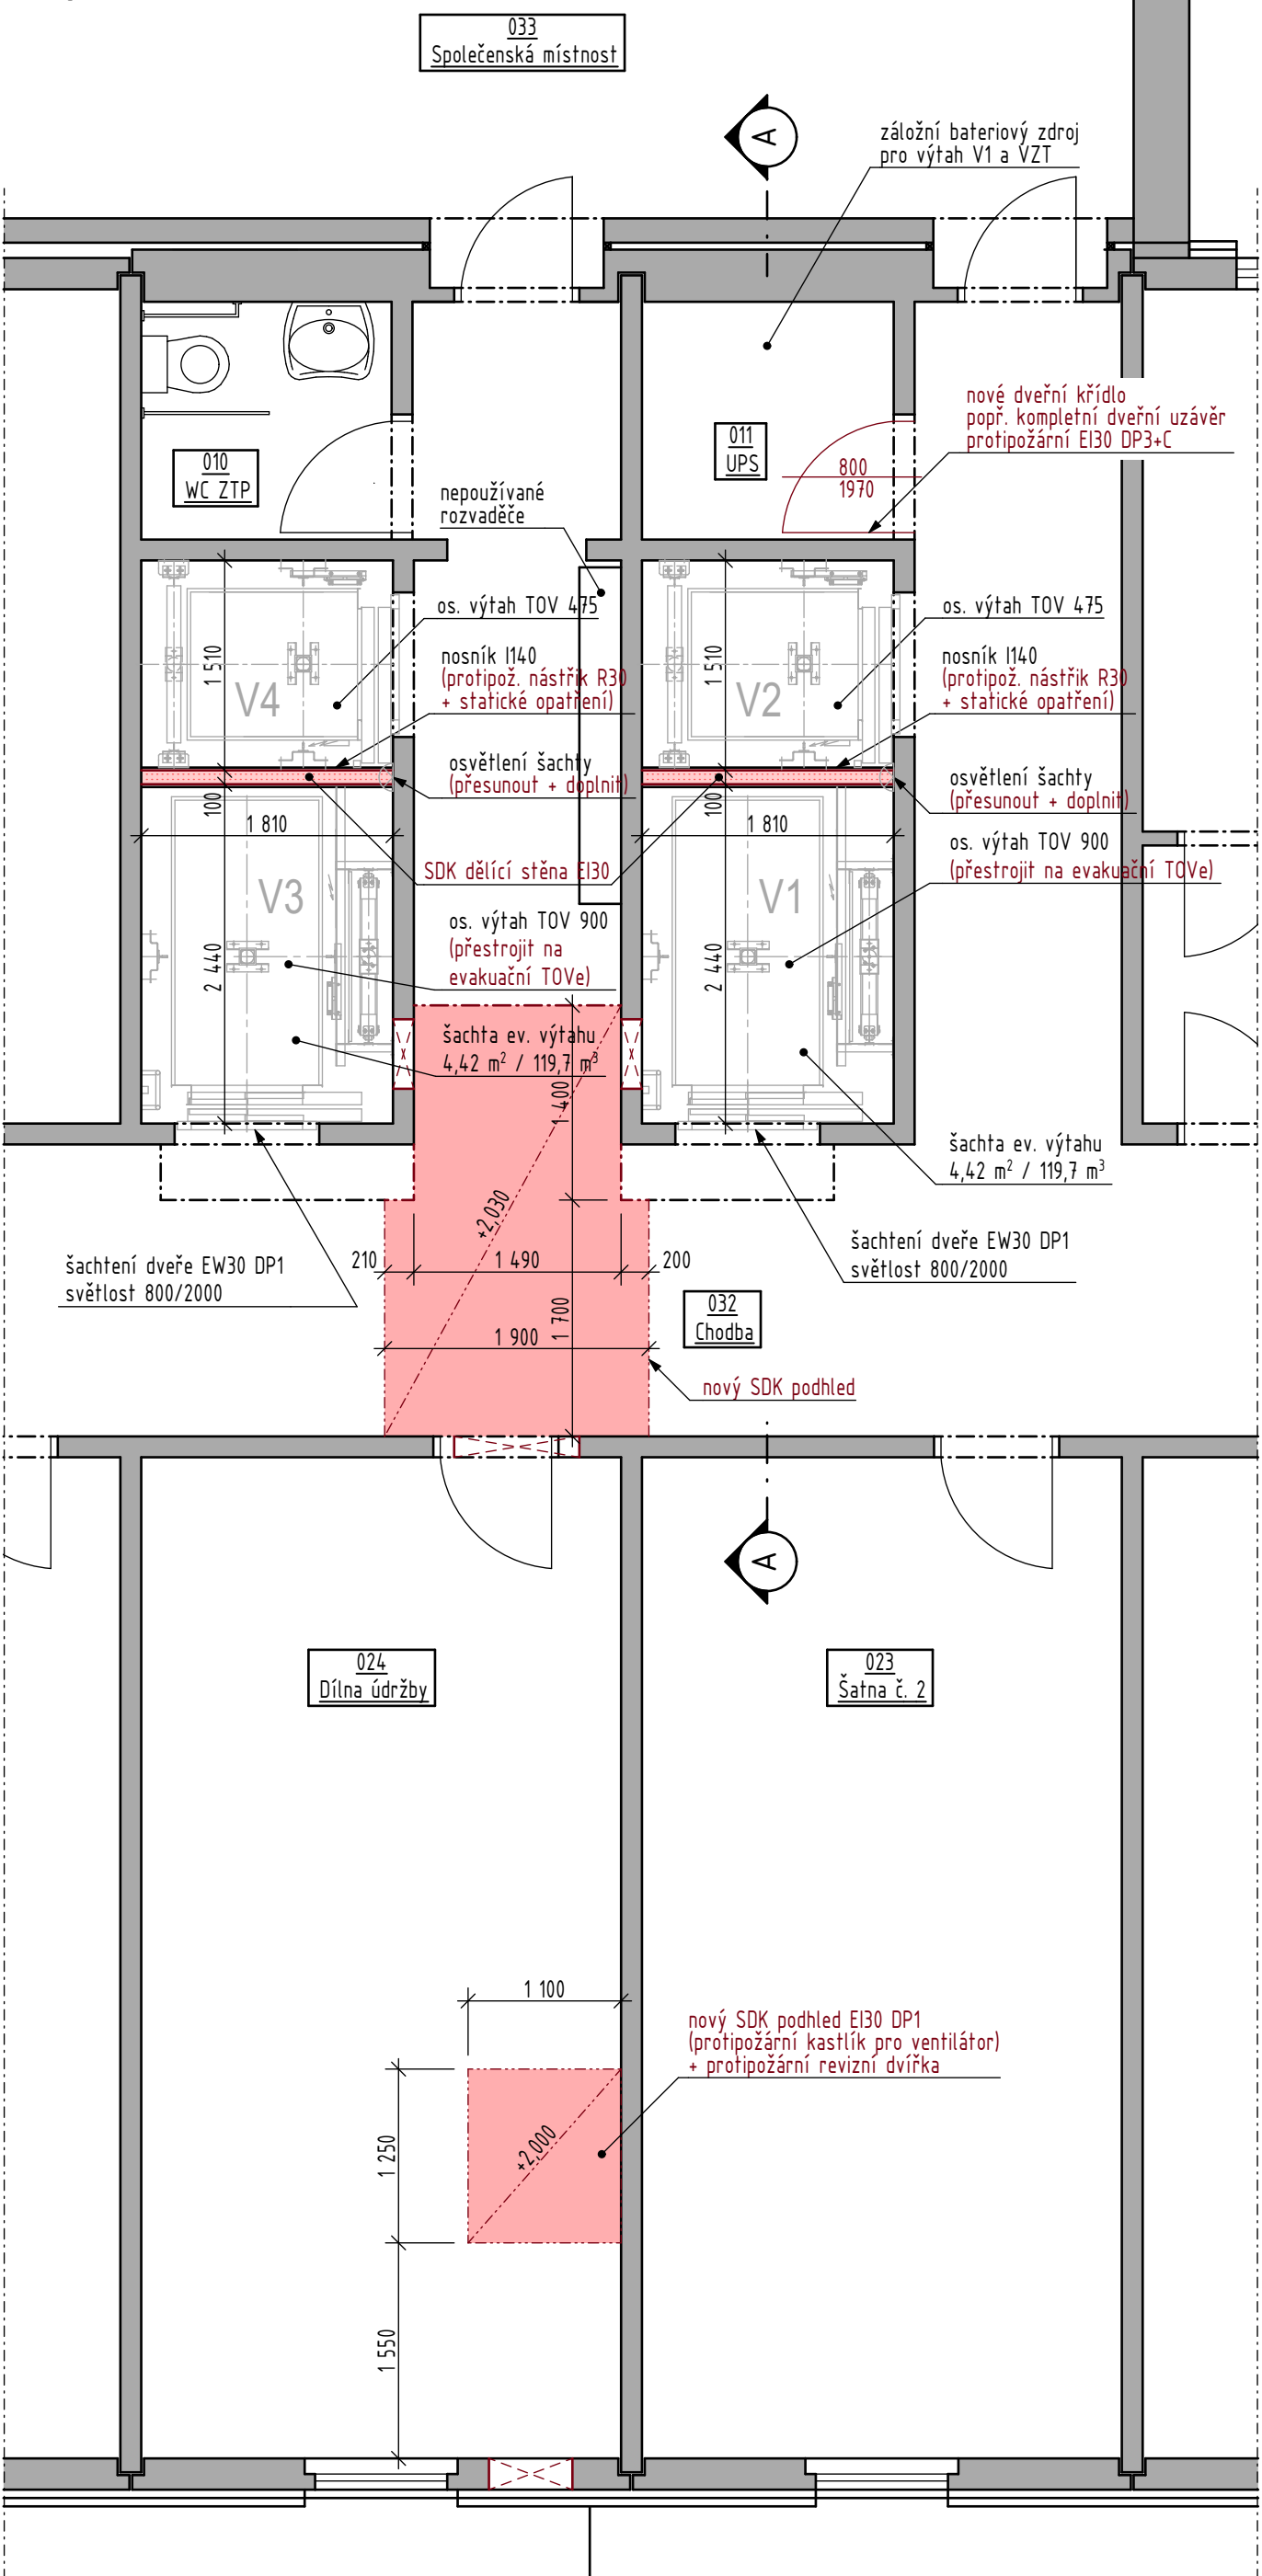 033
Společenská místnost
A
záložní bateriový zdroj
pro výtah V1 a VZT
nové dveřní křídlo
popř. kompletní dveřní uzávěr
protipožární EI30 DP3+C
010
WC ZTP
011
UPS
800
1970
nepoužívané
rozvaděče
os. výtah TOV 475
nosník I140
(protipož. nástřik R30
+ statické opatření)
osvětlení šachty
(přesunout + doplnit)
os. výtah TOV 475
nosník I140
(protipož. nástřik R30
+ statické opatření)
osvětlení šachty
(přesunout + doplnit)
V4
1 510
V2
1 510
100
1 810
100
1 810
SDK dělící stěna EI30
os. výtah TOV 900
(přestrojit na evakuační TOVe)
V3
V1
2 440
2 440
os. výtah TOV 900
(přestrojit na
evakuační TOVe)
šachta ev. výtahu
4,42 m² / 119,7 m³
1 400
šachta ev. výtahu
4,42 m² / 119,7 m³
+2,030
šachtení dveře EW30 DP1
světlost 800/2000
210
1 490
200
šachtení dveře EW30 DP1
světlost 800/2000
1 700
1 900
032
Chodba
nový SDK podhled
A
024
Dílna údržby
023
Šatna č. 2
1 100
nový SDK podhled EI30 DP1
(protipožární kastlík pro ventilátor)
+ protipožární revizní dvířka
1 250
+2,000
1 550